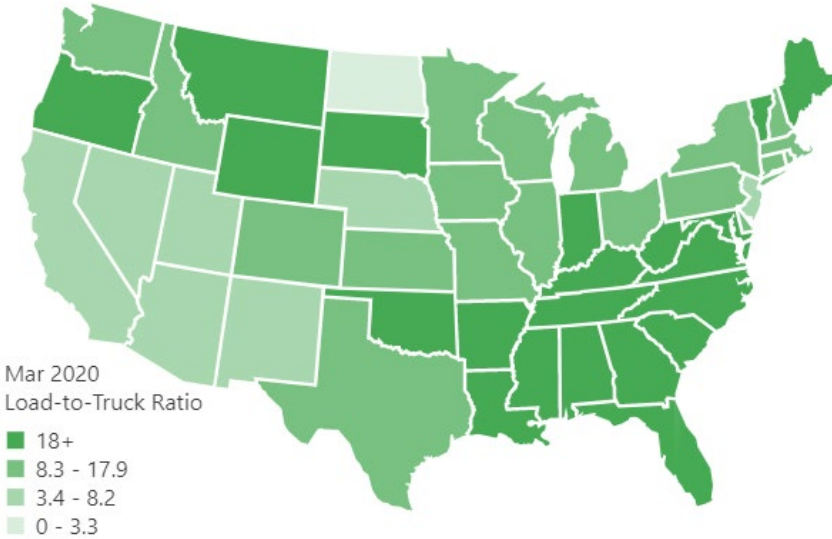 Mar 2020
Load-to-Truck Ratio
18+
8.3 - 17.9
3.4 - 8.2
0 - 3.3